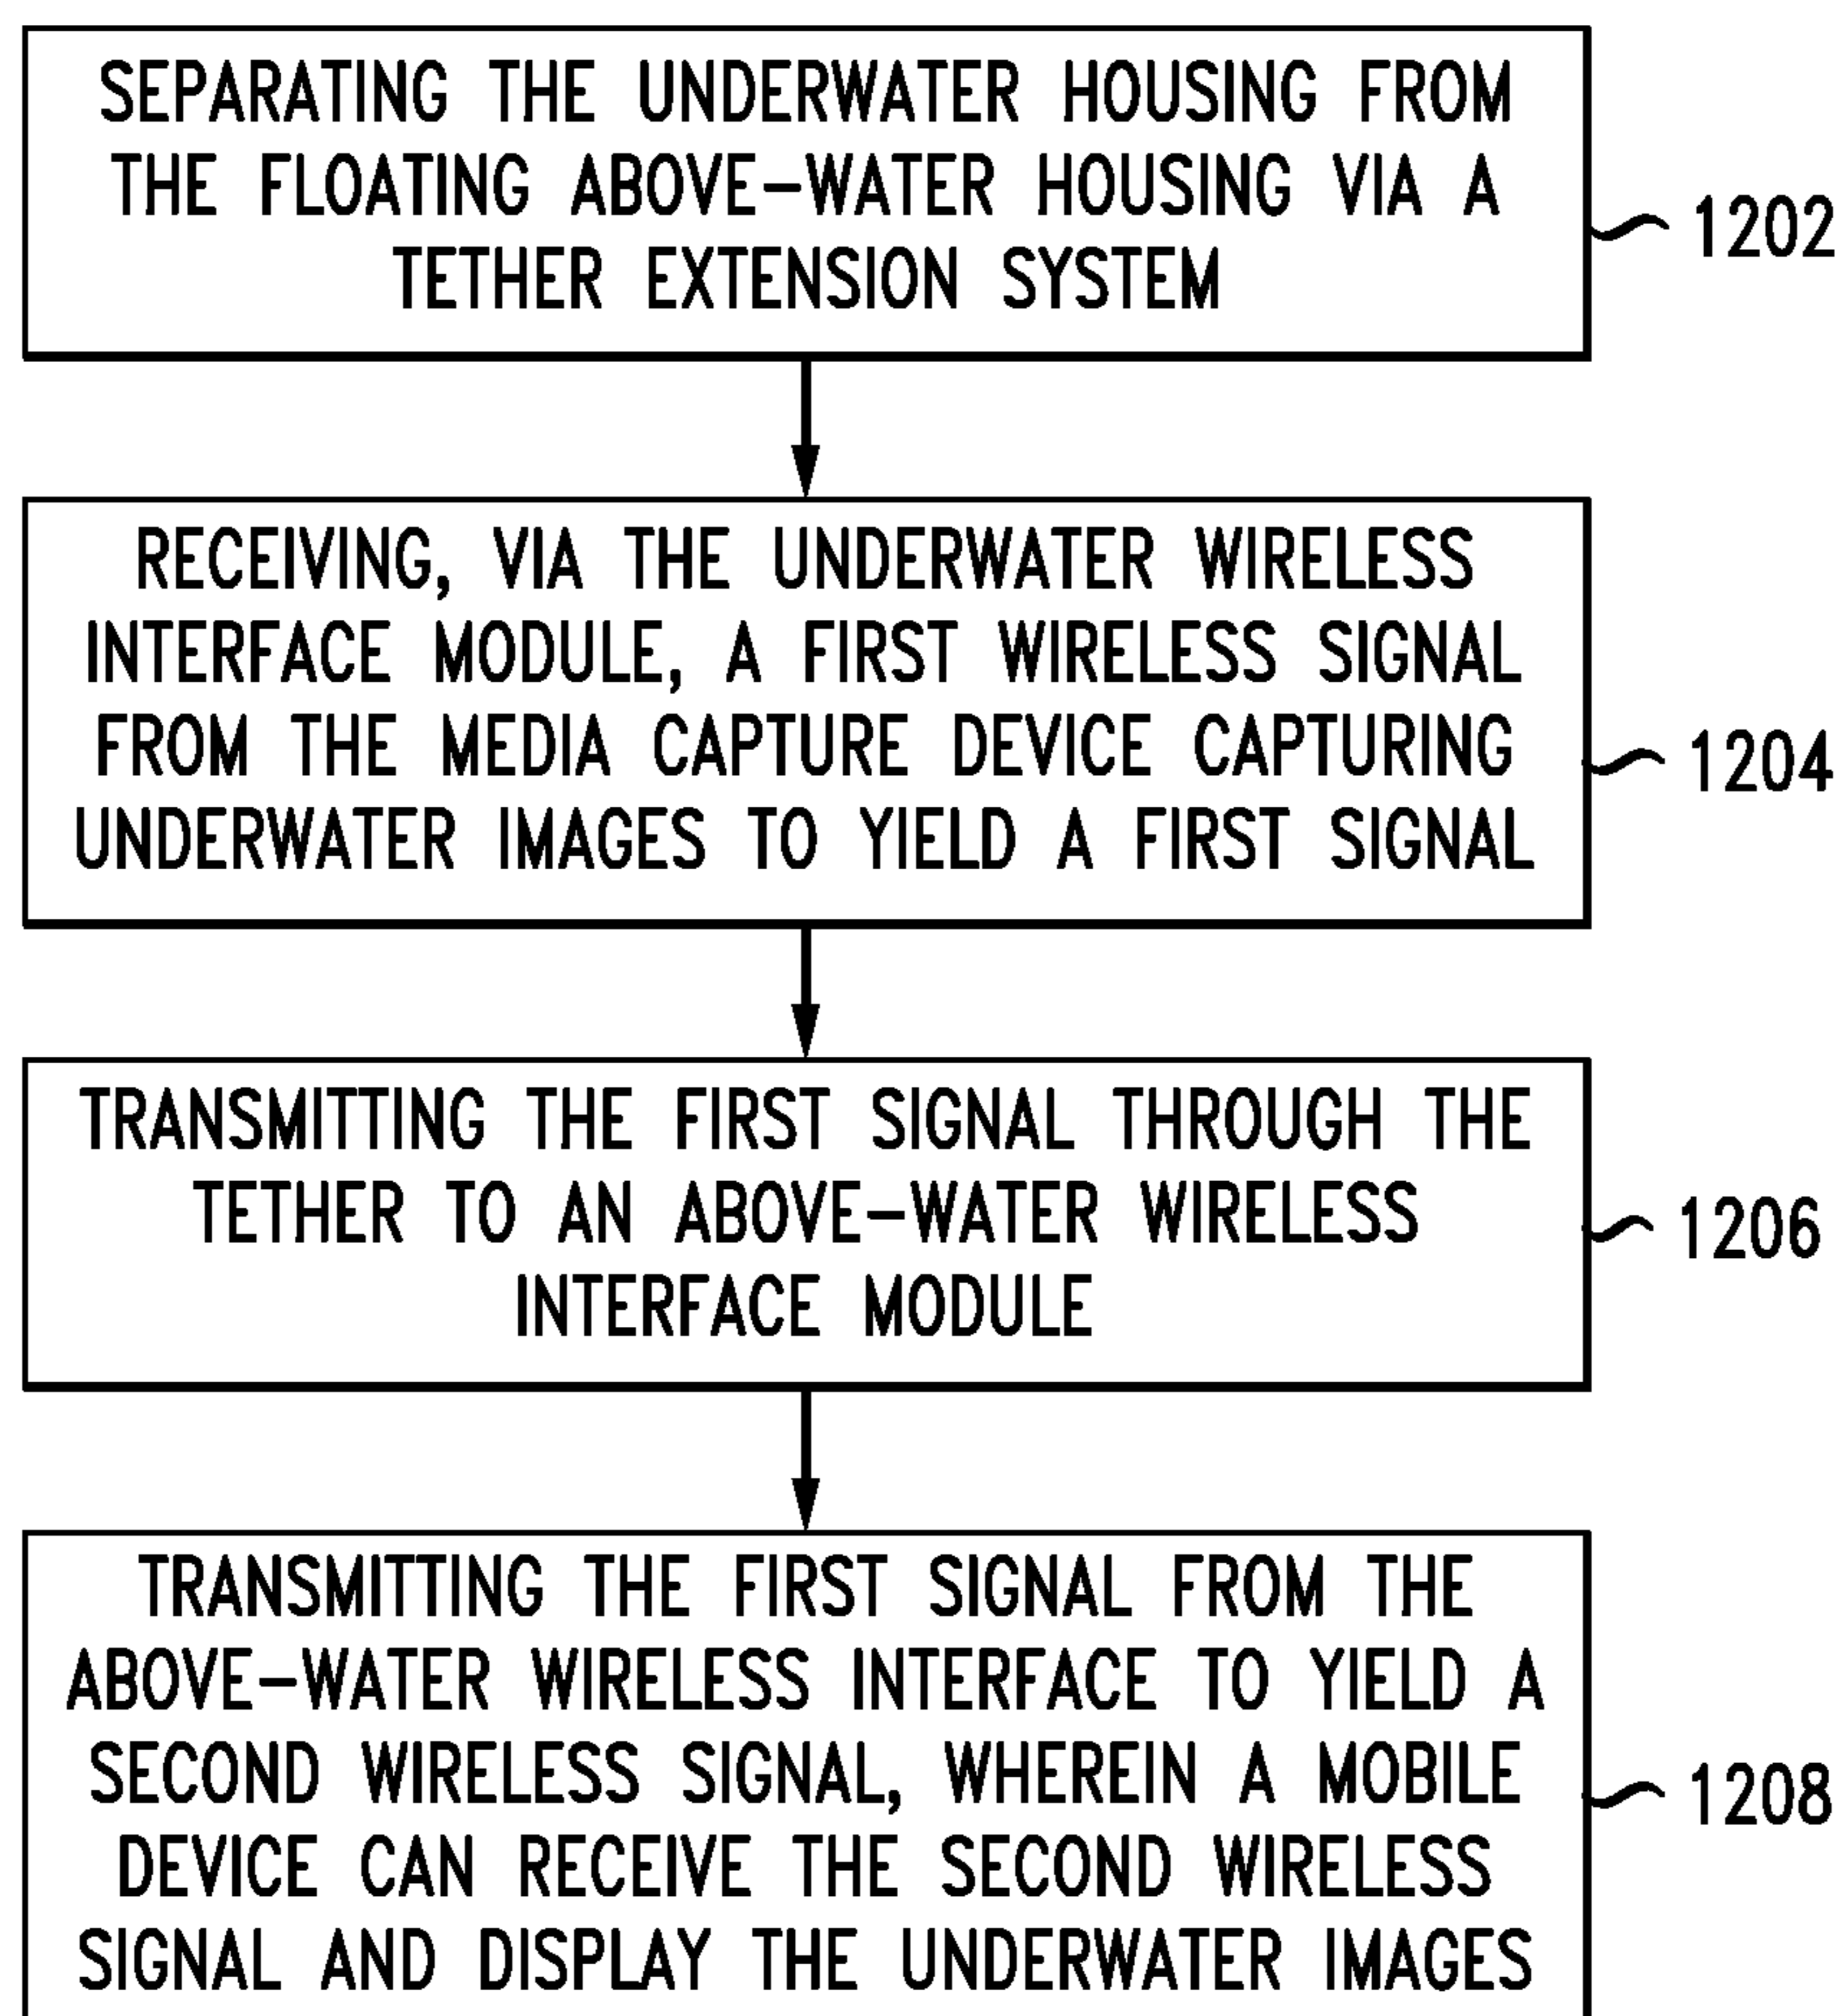 SEPARATING THE UNDERWATER HOUSING FROM
THE FLOATING ABOVE-WATER HOUSING VIA A
TETHER EXTENSION SYSTEM
1202
RECEIVING, VIA THE UNDERWATER WIRELESS
INTERFACE MODULE, A FIRST WIRELESS SIGNAL
FROM THE MEDIA CAPTURE DEVICE CAPTURING
UNDERWATER IMAGES TO YIELD A FIRST SIGNAL
1204
TRANSMITTING THE FIRST SIGNAL THROUGH THE
TETHER TO AN ABOVE-WATER WIRELESS
INTERFACE MODULE
1206
TRANSMITTING THE FIRST SIGNAL FROM THE
ABOVE-WATER WIRELESS INTERFACE TO YIELD A
SECOND WIRELESS SIGNAL, WHEREIN A MOBILE
DEVICE CAN RECEIVE THE SECOND WIRELESS
SIGNAL AND DISPLAY THE UNDERWATER IMAGES
1208